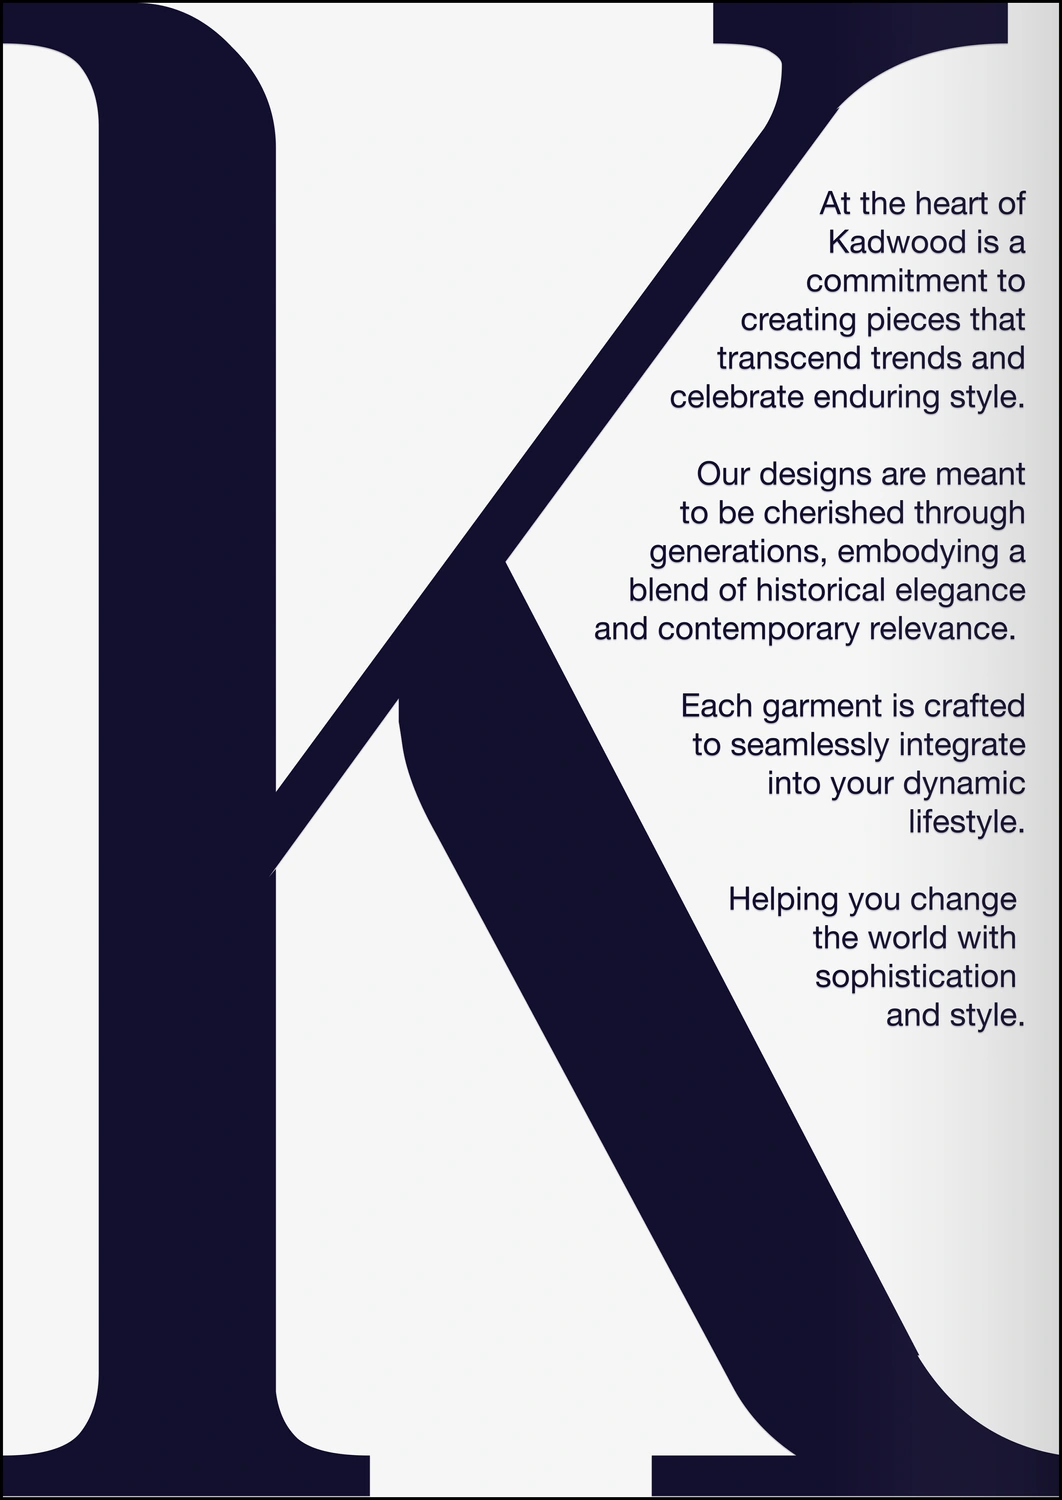 K
At the heart of
Kadwood is a
commitment to
creating pieces that
transcend trends and
celebrate enduring style.
Our designs are meant
to be cherished through
generations, embodying a
blend of historical elegance
and contemporary relevance.
Each garment is crafted
to seamlessly integrate
into your dynamic
lifestyle.
Helping you change
the world with
sophistication
and style.